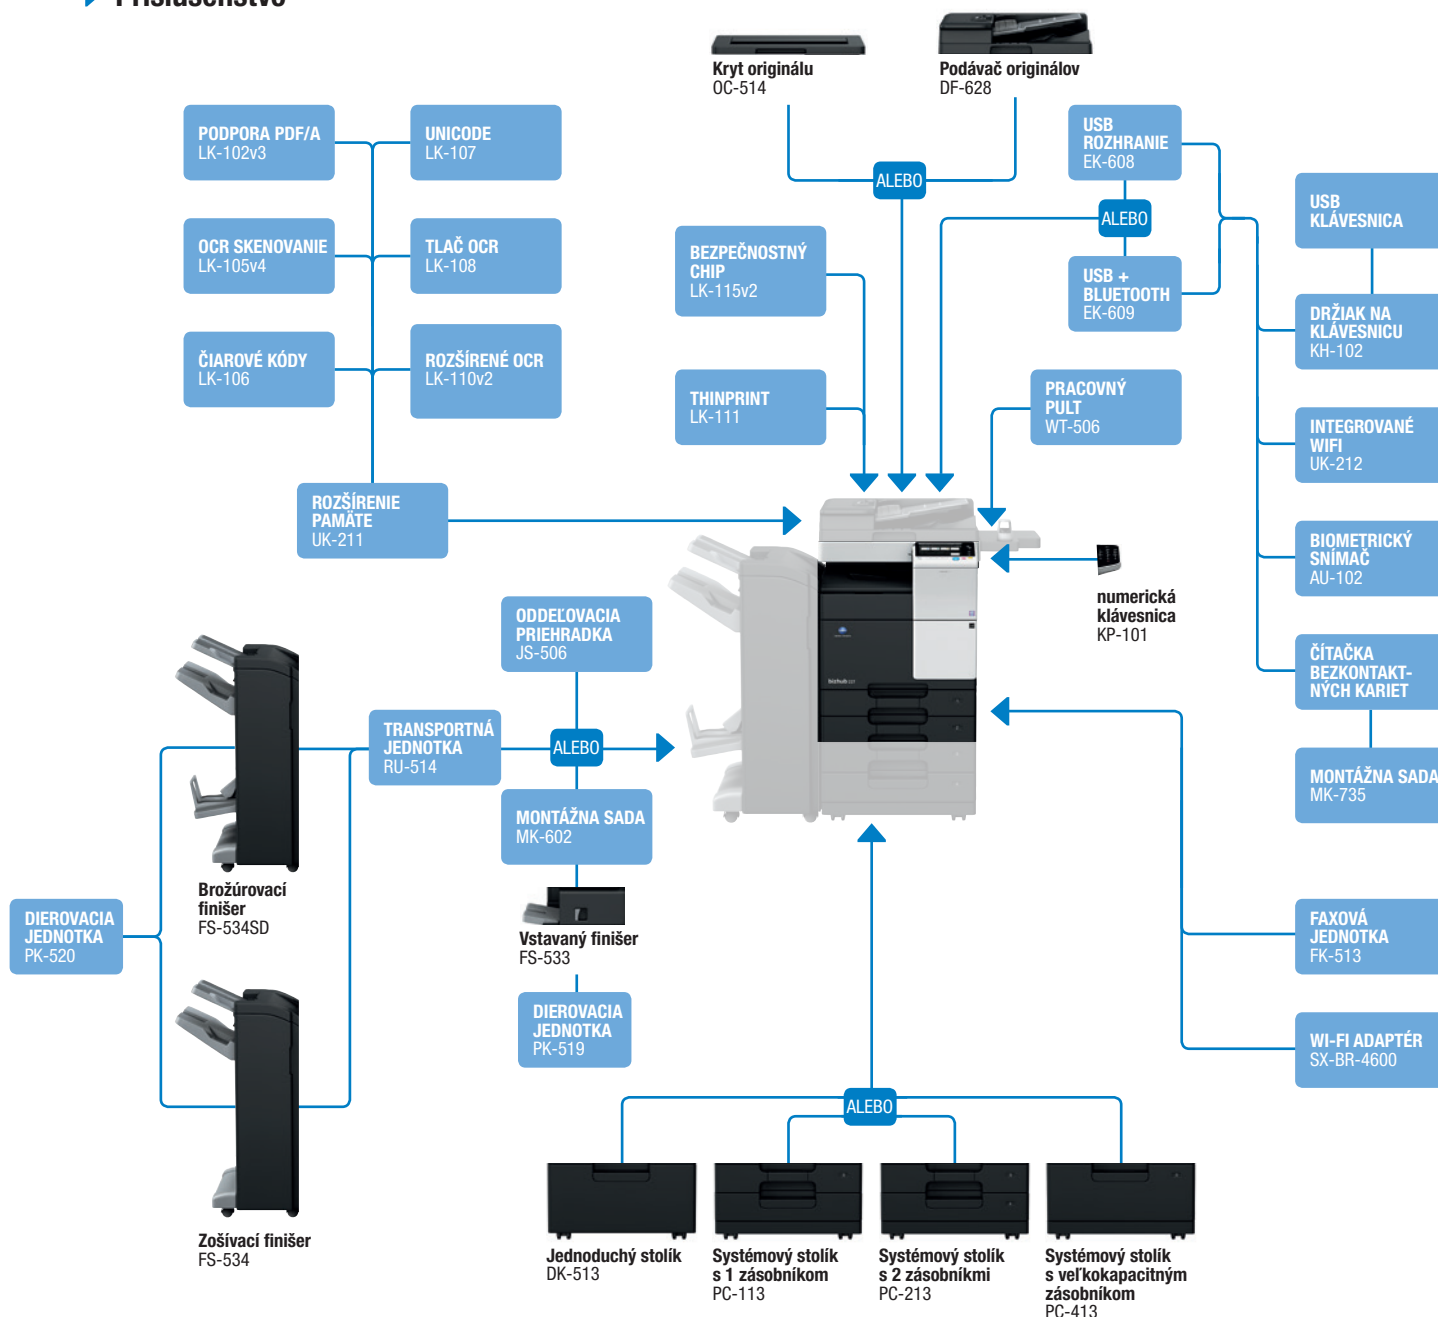 Príslušenstvo
Kryt originálu
OC-514
Podávač originálov
DF-628
PODPORA PDF/A
LK-102v3
UNICODE
LK-107
USB
ROZHRANIE
EK-608
ALEBO
USB
KLÁVESNICA
OCR SKENOVANIE
LK-105v4
TLAČ OCR
LK-108
BEZPEČNOSTNÝ
CHIP
LK-115v2
ALEBO
USB +
BLUETOOTH
EK-609
DRŽIAK NA
KLÁVESNICU
KH-102
ČIAROVÉ KÓDY
LK-106
ROZŠÍRENÉ OCR
LK-110v2
THINPRINT
LK-111
PRACOVNÝ
PULT
WT-506
INTEGROVANÉ
WIFI
UK-212
ROZŠÍRENIE
PAMÄTE
UK-211
BIOMETRICKÝ
SNÍMAČ
AU-102
numerická
klávesnica
KP-101
ODDEĽOVACIA
PRIEHRADKA
JS-506
ČÍTAČKA
BEZKONTAKT-
NÝCH KARIET
bizhub
TRANSPORTNÁ
JEDNOTKA
RU-514
ALEBO
MONTÁŽNA SADA
MK-735
MONTÁŽNA SADA
MK-602
Brožúrovací
finišer
FS-534SD
DIEROVACIA
JEDNOTKA
PK-520
Vstavaný finišer
FS-533
FAXOVÁ
JEDNOTKA
FK-513
DIEROVACIA
JEDNOTKA
PK-519
WI-FI ADAPTÉR
SX-BR-4600
ALEBO
Zošívací finišer
FS-534
Jednoduchý stolík
DK-513
Systémový stolík
s 1 zásobníkom
PC-113
Systémový stolík
s 2 zásobníkmi
PC-213
Systémový stolík
s veľkokapacitným
zásobníkom
PC-413